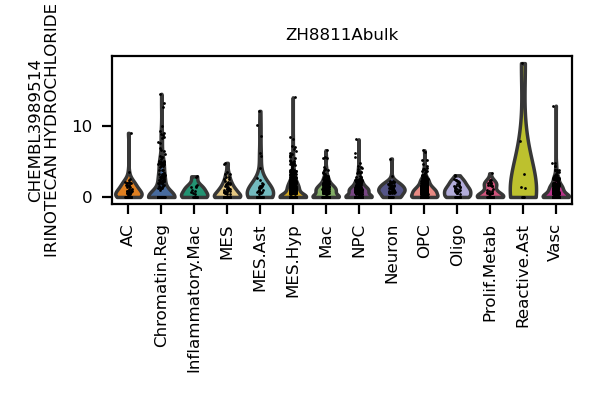 ZH8811Abulk
CHEMBL3989514
IRINOTECAN HYDROCHLORIDE
10
0
AC
Chromatin.Reg
Inflammatory.Mac
MES
MES.Ast
MES.Hyp
Mac
NPC
Neuron
OPC
Oligo
Prolif.Metab
Reactive.Ast
Vasc